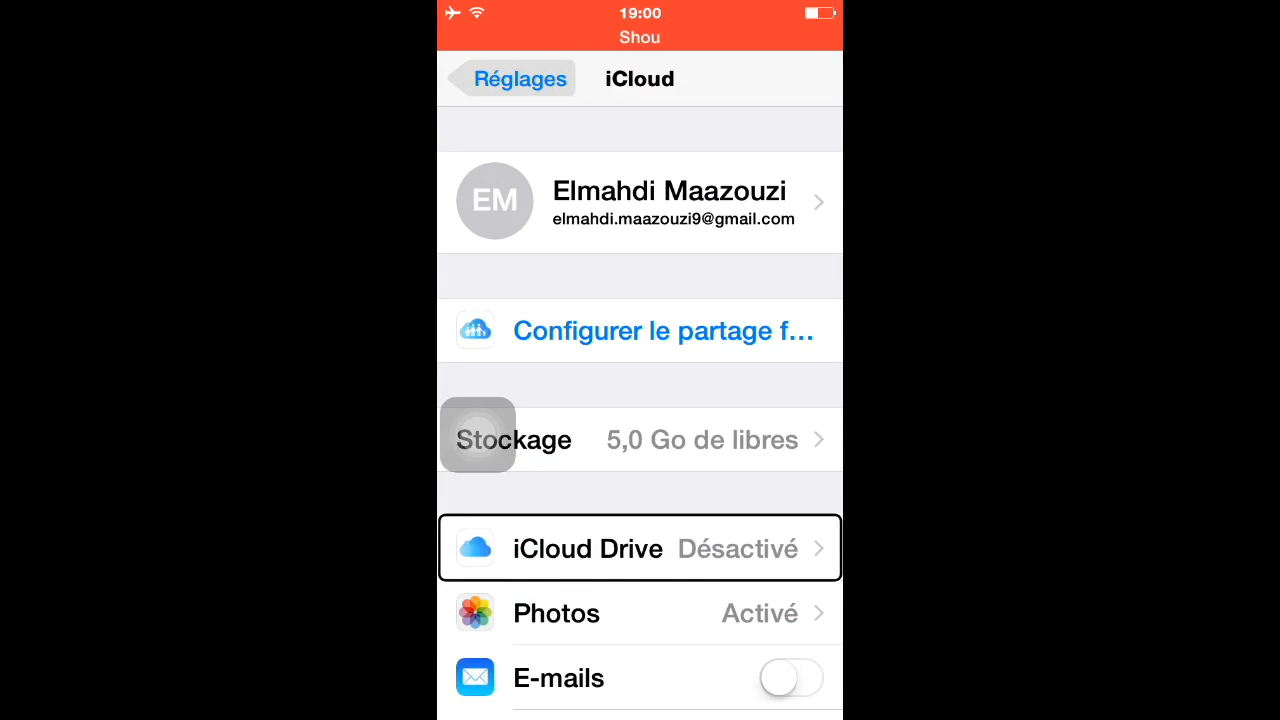 19:00
Shou
Réglages
iCloud
EM
Elmahdi Maazouzi
elmahdi.maazouzi9@gmail.com
Configurer le partage f…
Stockage 5,0 Go de libres
iCloud Drive Désactivé
Photos Activé
E-mails